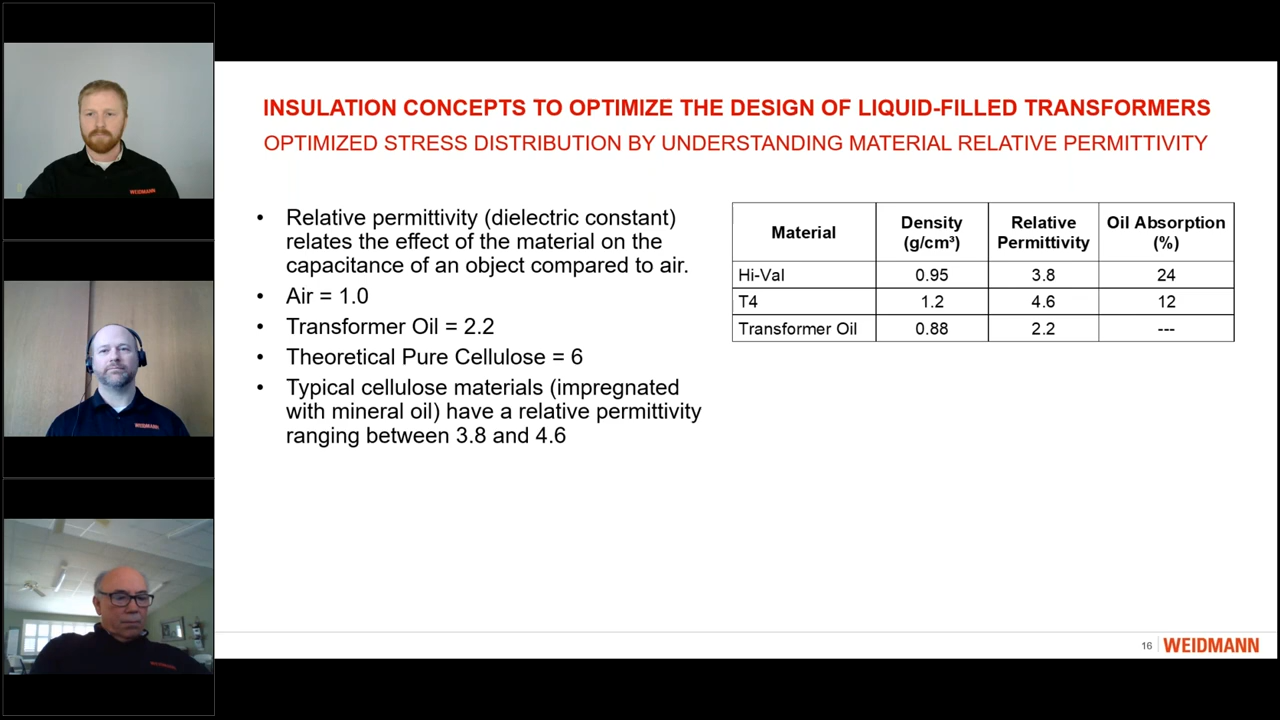 INSULATION CONCEPTS TO OPTIMIZE THE DESIGN OF LIQUID-FILLED TRANSFORMERS
OPTIMIZED STRESS DISTRIBUTION BY UNDERSTANDING MATERIAL RELATIVE PERMITTIVITY
• Relative permittivity (dielectric constant)
relates the effect of the material on the
capacitance of an object compared to air.
• Air = 1.0
• Transformer Oil = 2.2
• Theoretical Pure Cellulose = 6
• Typical cellulose materials (impregnated
with mineral oil) have a relative permittivity
ranging between 3.8 and 4.6
Material Density (g/cm³) Relative Permittivity Oil Absorption (%)
Hi-Val 0.95 3.8 24
T4 1.2 4.6 12
Transformer Oil 0.88 2.2 ---
16 WEIDMANN
WEIDMANN
WEIDMANN
WEIDMANN